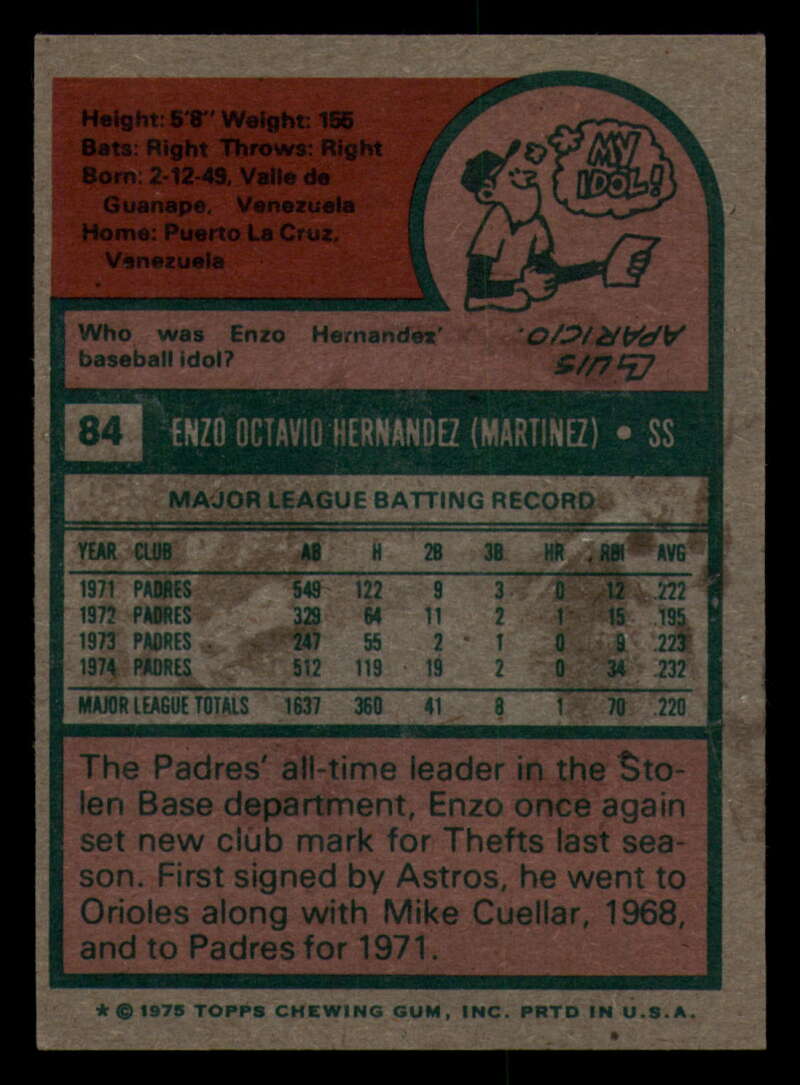 Height: 5'8" Weight: 155
Bats: Right Throws: Right
Born: 2-12-49, Valle de
Guanape, Venezuela
Home: Puerto La Cruz,
Venezuela
MY
IDOL!
Who was Enzo Hernandez'
baseball idol?
LUIS
APARICIO.
84 ENZO OCTAVIO HERNANDEZ (MARTINEZ) • SS
MAJOR LEAGUE BATTING RECORD
YEAR CLUB AB H 2B 3B HR RBI AVG
1971 PADRES 549 122 9 3 0 12 .222
1972 PADRES 329 64 11 2 1 15 .195
1973 PADRES 247 55 2 1 0 9 .223
1974 PADRES 512 119 19 2 0 34 .232
MAJOR LEAGUE TOTALS 1637 360 41 8 1 70 .220
The Padres' all-time leader in the Sto-
len Base department, Enzo once again
set new club mark for Thefts last sea-
son. First signed by Astros, he went to
Orioles along with Mike Cuellar, 1968,
and to Padres for 1971.
* © 1975 TOPPS CHEWING GUM, INC. PRTD IN U.S.A.